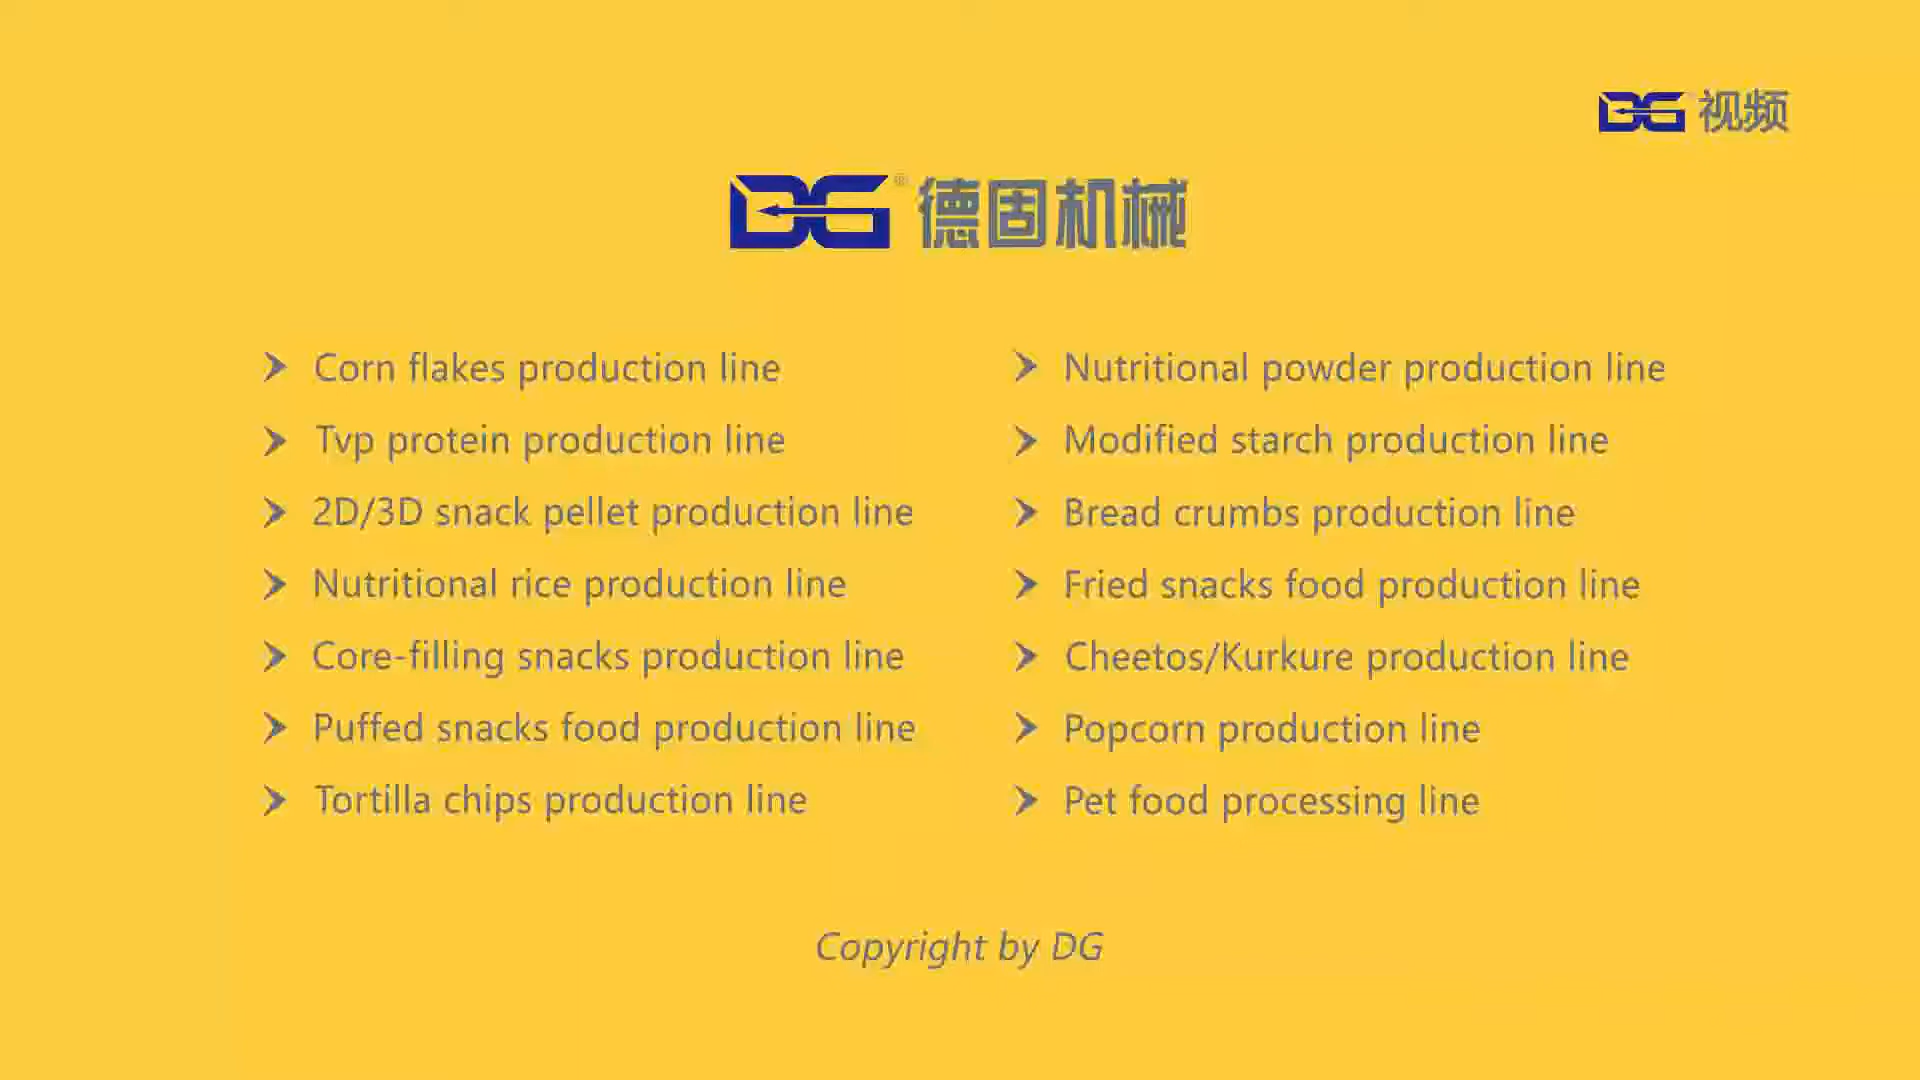 DG 视频
DG® 德固机械
Corn flakes production line
Tvp protein production line
2D/3D snack pellet production line
Nutritional rice production line
Core-filling snacks production line
Puffed snacks food production line
Tortilla chips production line
Nutritional powder production line
Modified starch production line
Bread crumbs production line
Fried snacks food production line
Cheetos/Kurkure production line
Popcorn production line
Pet food processing line
Copyright by DG